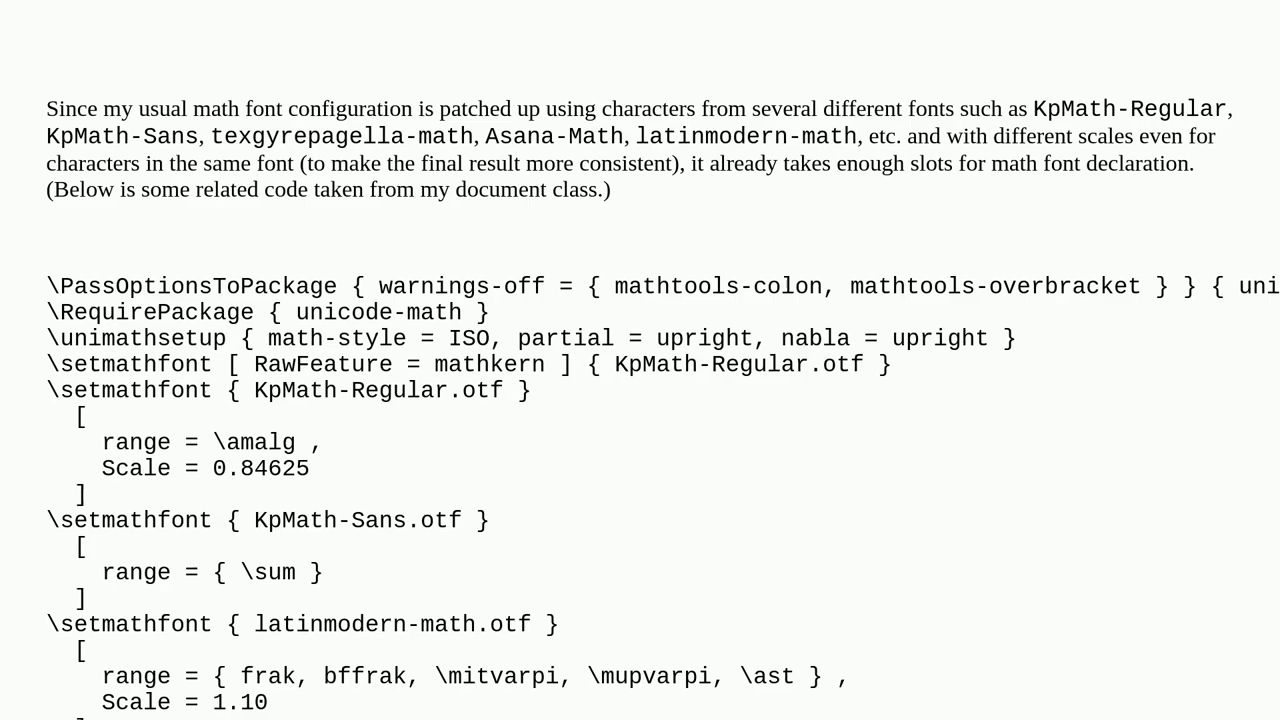 Since my usual math font configuration is patched up using characters from several different fonts such as KpMath-Regular,
KpMath-Sans, texgyrepagella-math, Asana-Math, latinmodern-math, etc. and with different scales even for
characters in the same font (to make the final result more consistent), it already takes enough slots for math font declaration.
(Below is some related code taken from my document class.)
\PassOptionsToPackage { warnings-off = { mathtools-colon, mathtools-overbracket } } { uni
\RequirePackage { unicode-math }
\unimathsetup { math-style = ISO, partial = upright, nabla = upright }
\setmathfont [ RawFeature = mathkern ] { KpMath-Regular.otf }
\setmathfont { KpMath-Regular.otf }
[
range = \amalg ,
Scale = 0.84625
]
\setmathfont { KpMath-Sans.otf }
[
range = { \sum }
]
\setmathfont { latinmodern-math.otf }
[
range = { frak, bffrak, \mitvarpi, \mupvarpi, \ast } ,
Scale = 1.10